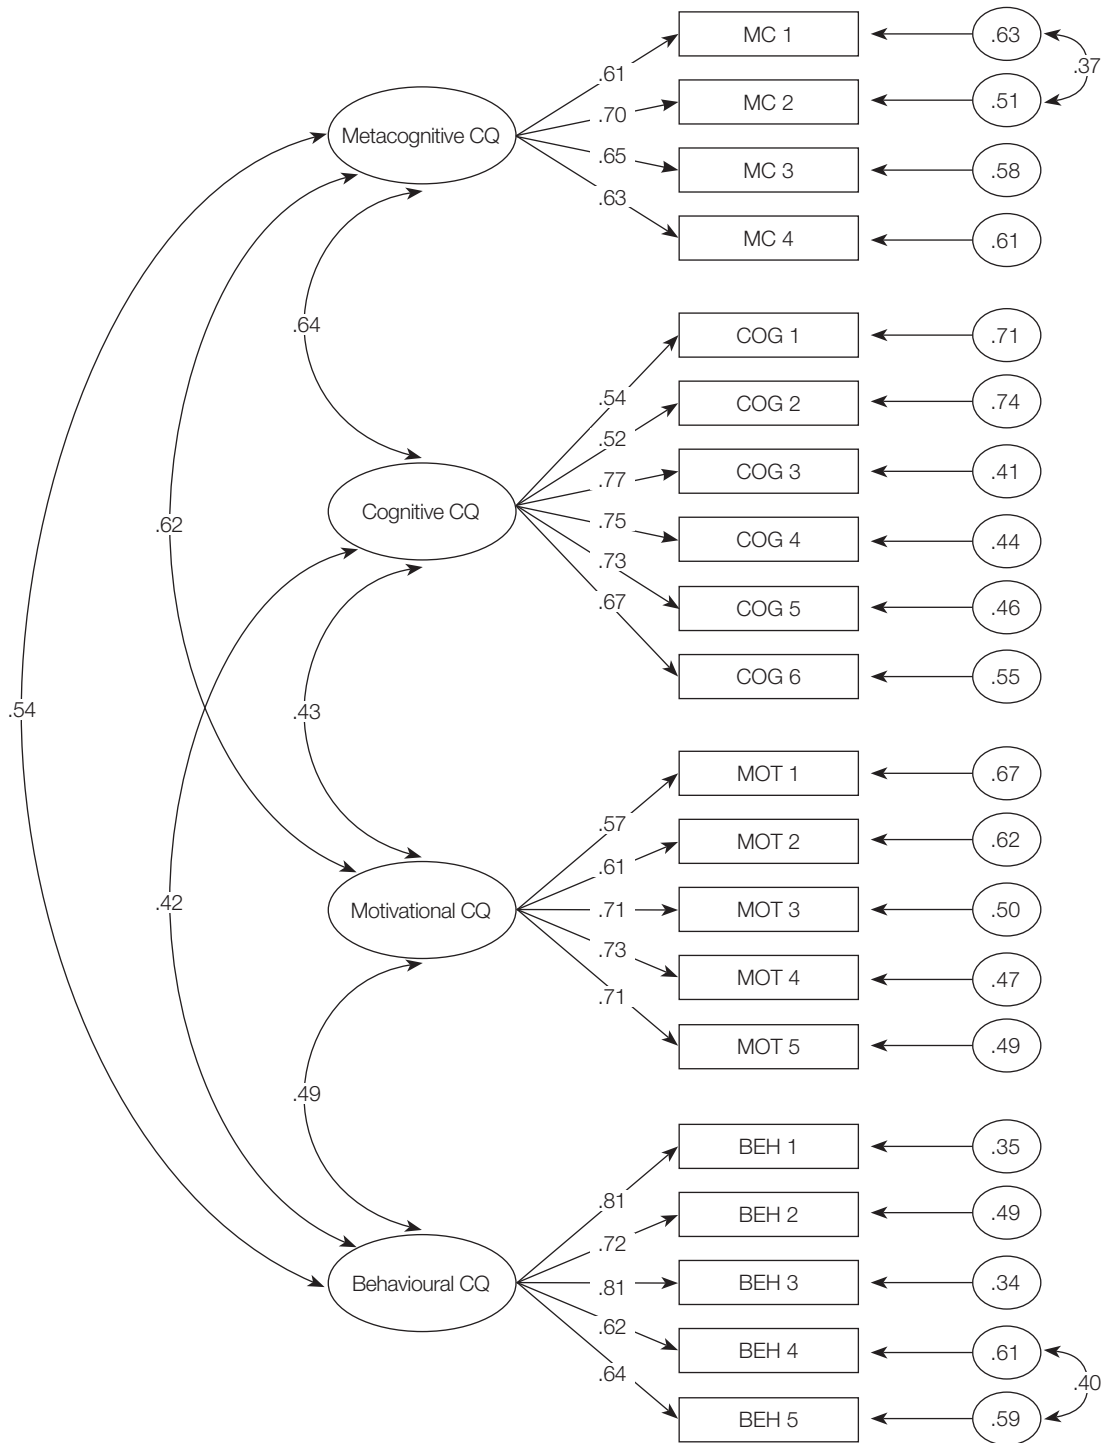 MC 1
.63
.37
.61
MC 2
.51
.70
Metacognitive CQ
.65
MC 3
.58
.63
MC 4
.61
.64
COG 1
.71
.54
COG 2
.74
.52
COG 3
.41
.77
Cognitive CQ
.75
COG 4
.44
.62
.73
COG 5
.46
.67
COG 6
.55
.54
.43
MOT 1
.67
.57
MOT 2
.62
.61
.42
Motivational CQ
.71
MOT 3
.50
.73
MOT 4
.47
.71
MOT 5
.49
.49
BEH 1
.35
.81
BEH 2
.49
.72
Behavioural CQ
.81
BEH 3
.34
.62
BEH 4
.61
.64
.40
BEH 5
.59